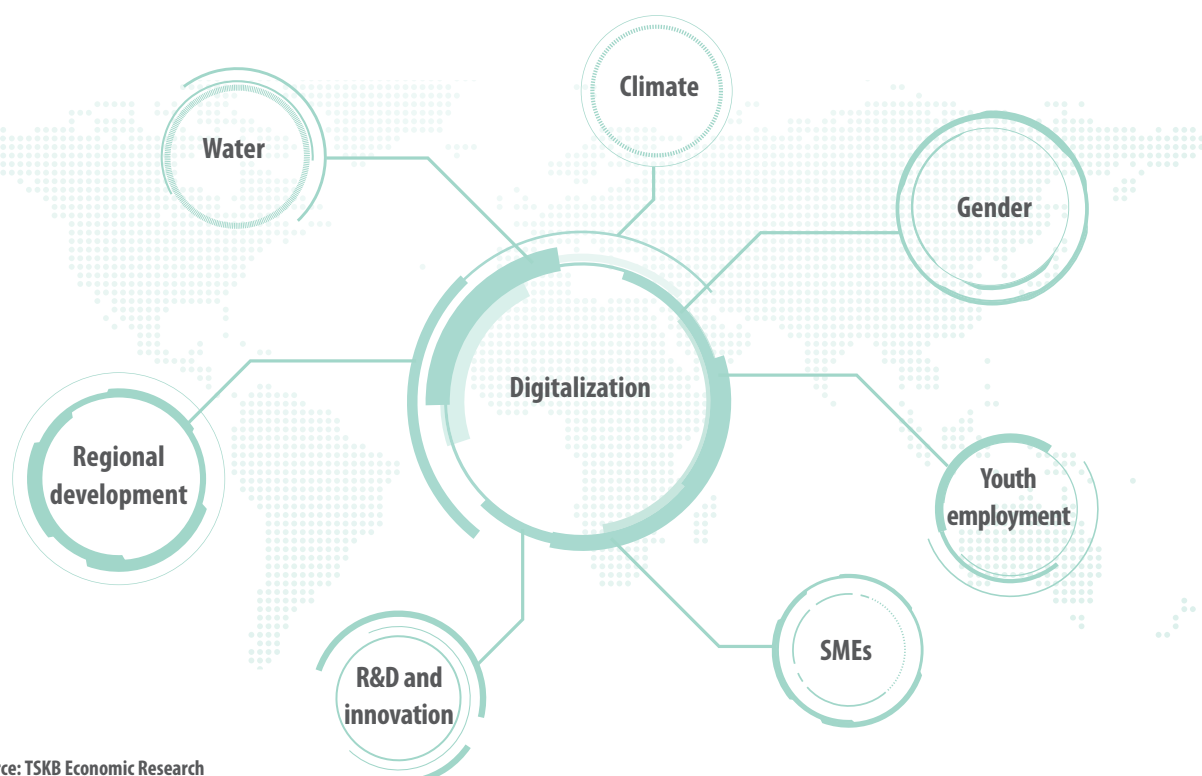 Climate
Water
Gender
Digitalization
Regional
development
Youth
employment
SMEs
R&D and
innovation
rce: TSKB Economic Research